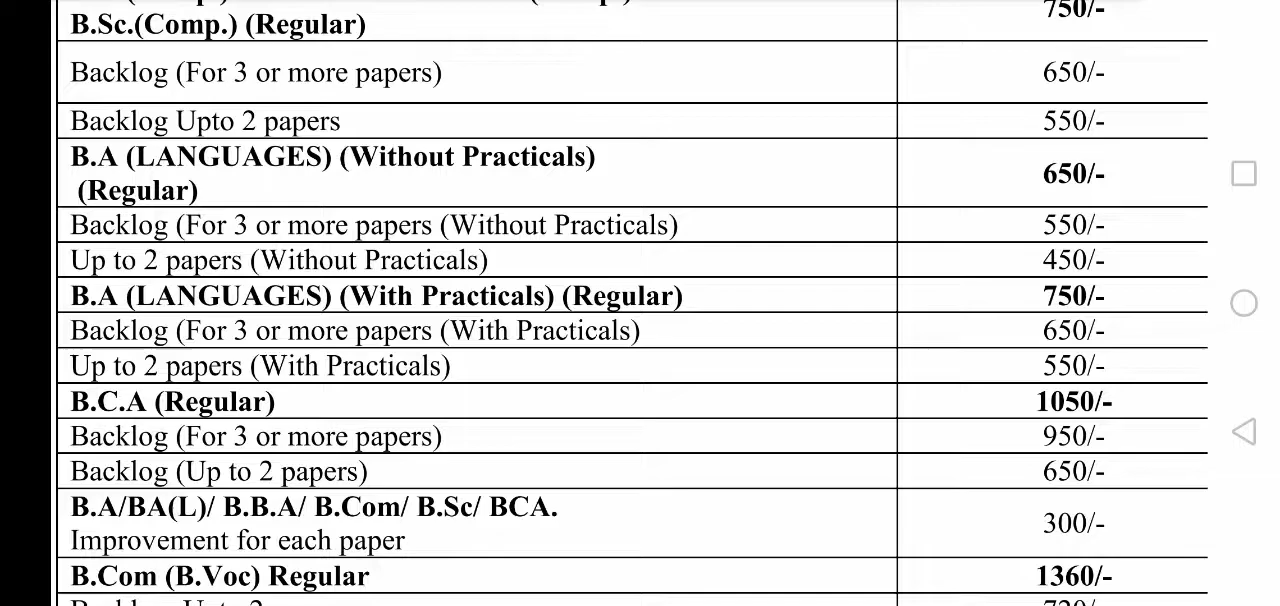 B.Sc.(Comp.) (Regular)
750/-
Backlog (For 3 or more papers)
650/-
Backlog Upto 2 papers
550/-
B.A (LANGUAGES) (Without Practicals)
(Regular)
650/-
Backlog (For 3 or more papers (Without Practicals)
550/-
Up to 2 papers (Without Practicals)
450/-
B.A (LANGUAGES) (With Practicals) (Regular)
750/-
Backlog (For 3 or more papers (With Practicals)
650/-
Up to 2 papers (With Practicals)
550/-
B.C.A (Regular)
1050/-
Backlog (For 3 or more papers)
950/-
Backlog (Up to 2 papers)
650/-
B.A/BA(L)/ B.B.A/ B.Com/ B.Sc/ BCA.
Improvement for each paper
300/-
B.Com (B.Voc) Regular
1360/-